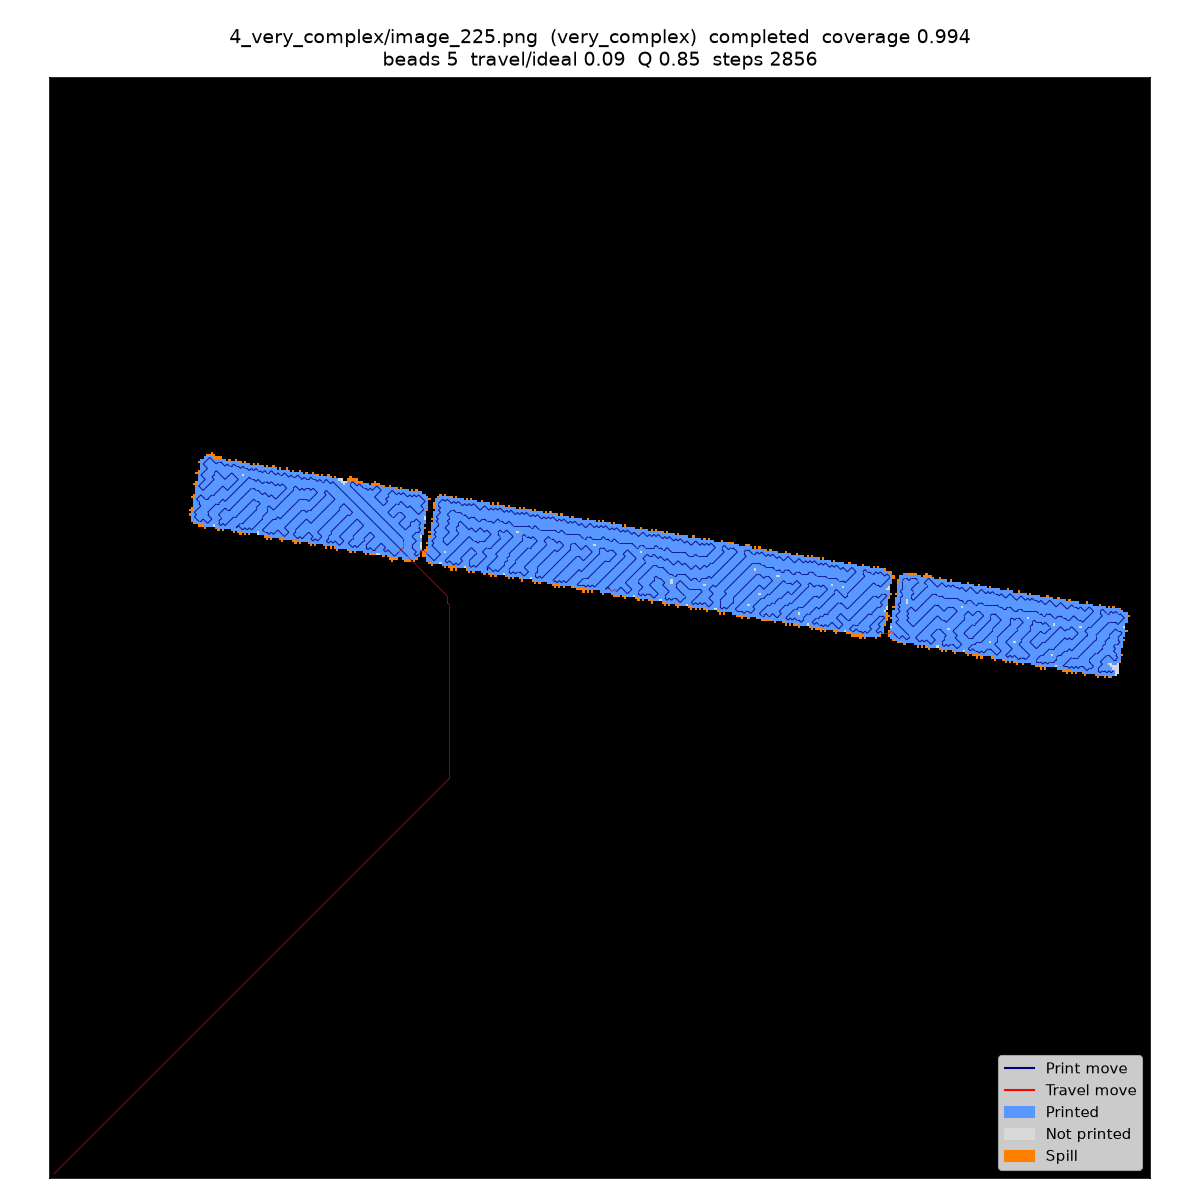 4_very_complex/image_225.png  (very_complex)  completed  coverage 0.994
beads 5  travel/ideal 0.09  Q 0.85  steps 2856
Print move
Travel move
Printed
Not printed
Spill